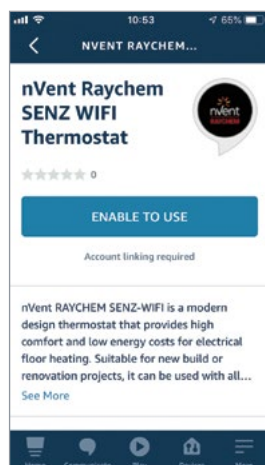 10:53
65%
NVENT RAYCHEM...
nVent Raychem
SENZ WIFI
Thermostat
nVent
RAYCHEM
0
ENABLE TO USE
Account linking required
nVent RAYCHEM SENZ-WIFI is a modern
design thermostat that provides high
comfort and low energy costs for electrical
floor heating. Suitable for new build or
renovation projects, it can be used with all...
See More